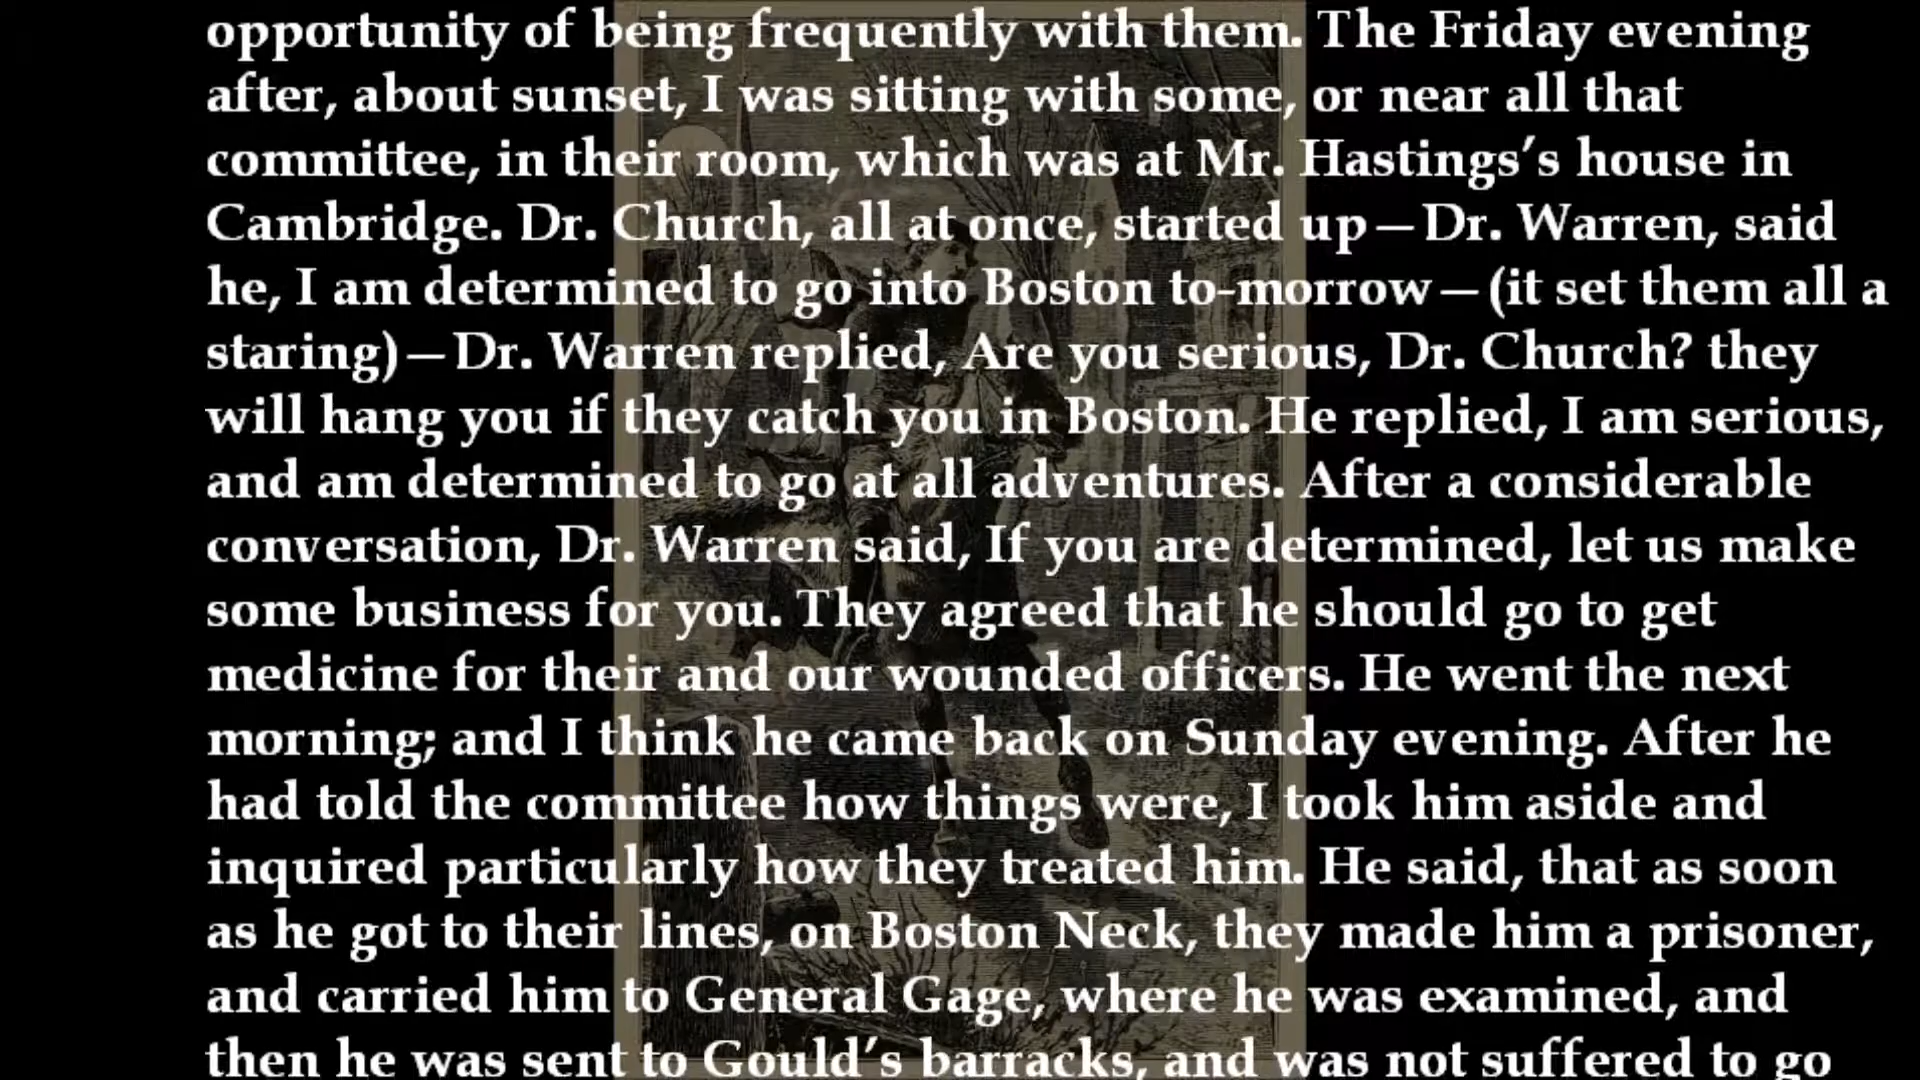 opportunity of being frequently with them. The Friday evening
after, about sunset, I was sitting with some, or near all that
committee, in their room, which was at Mr. Hastings’s house in
Cambridge. Dr. Church, all at once, started up—Dr. Warren, said
he, I am determined to go into Boston to-morrow—(it set them all a
staring)—Dr. Warren replied, Are you serious, Dr. Church? they
will hang you if they catch you in Boston. He replied, I am serious,
and am determined to go at all adventures. After a considerable
conversation, Dr. Warren said, If you are determined, let us make
some business for you. They agreed that he should go to get
medicine for their and our wounded officers. He went the next
morning; and I think he came back on Sunday evening. After he
had told the committee how things were, I took him aside and
inquired particularly how they treated him. He said, that as soon
as he got to their lines, on Boston Neck, they made him a prisoner,
and carried him to General Gage, where he was examined, and
then he was sent to Gould’s barracks, and was not suffered to go